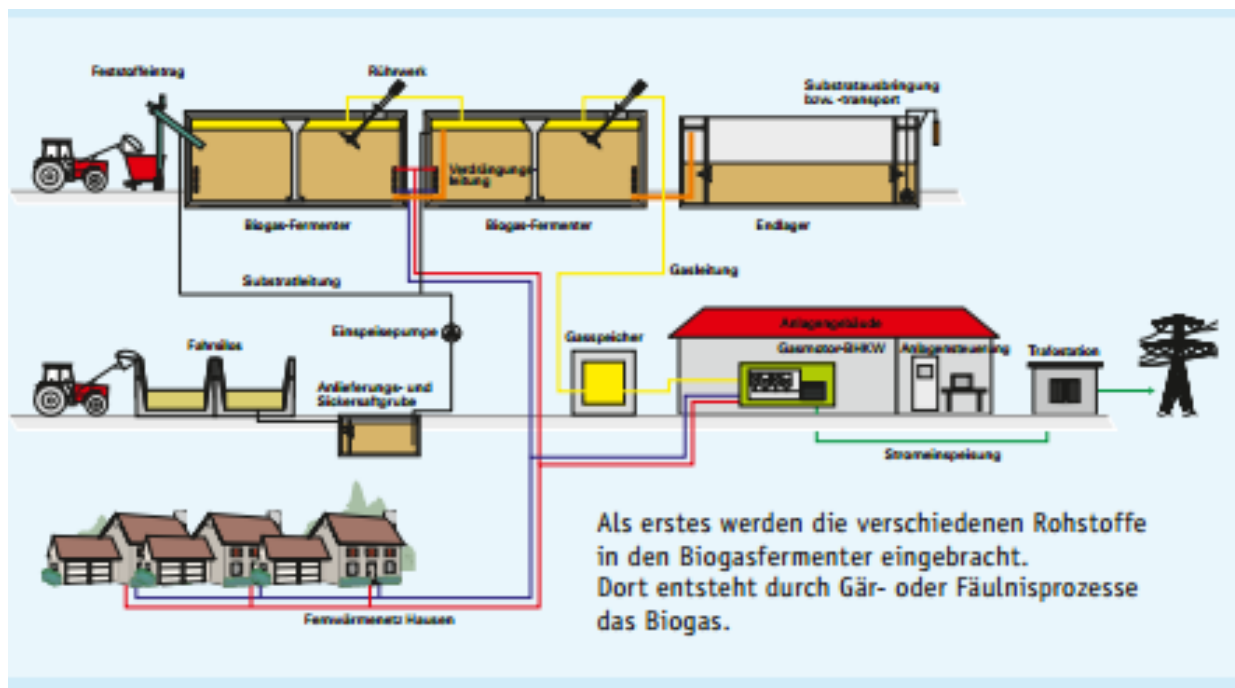 Feststoffeintrag
Rührwerk
Substratausbringung
bzw. -transport
Verdrängungs-
leitung
Biogas-Fermenter
Biogas-Fermenter
Endlager
Substratleitung
Gasleitung
Einspeisepumpe
Gasspeicher
Anlagengebäude
Fahrsilos
Gasmotor-BHKW
Anlagensteuerung
Trafostation
Anlieferungs- und
Sickersaftgrube
Stromeinspeisung
Als erstes werden die verschiedenen Rohstoffe
in den Biogasfermenter eingebracht.
Dort entsteht durch Gär- oder Fäulnisprozesse
das Biogas.
Fernwärmenetz Hausen